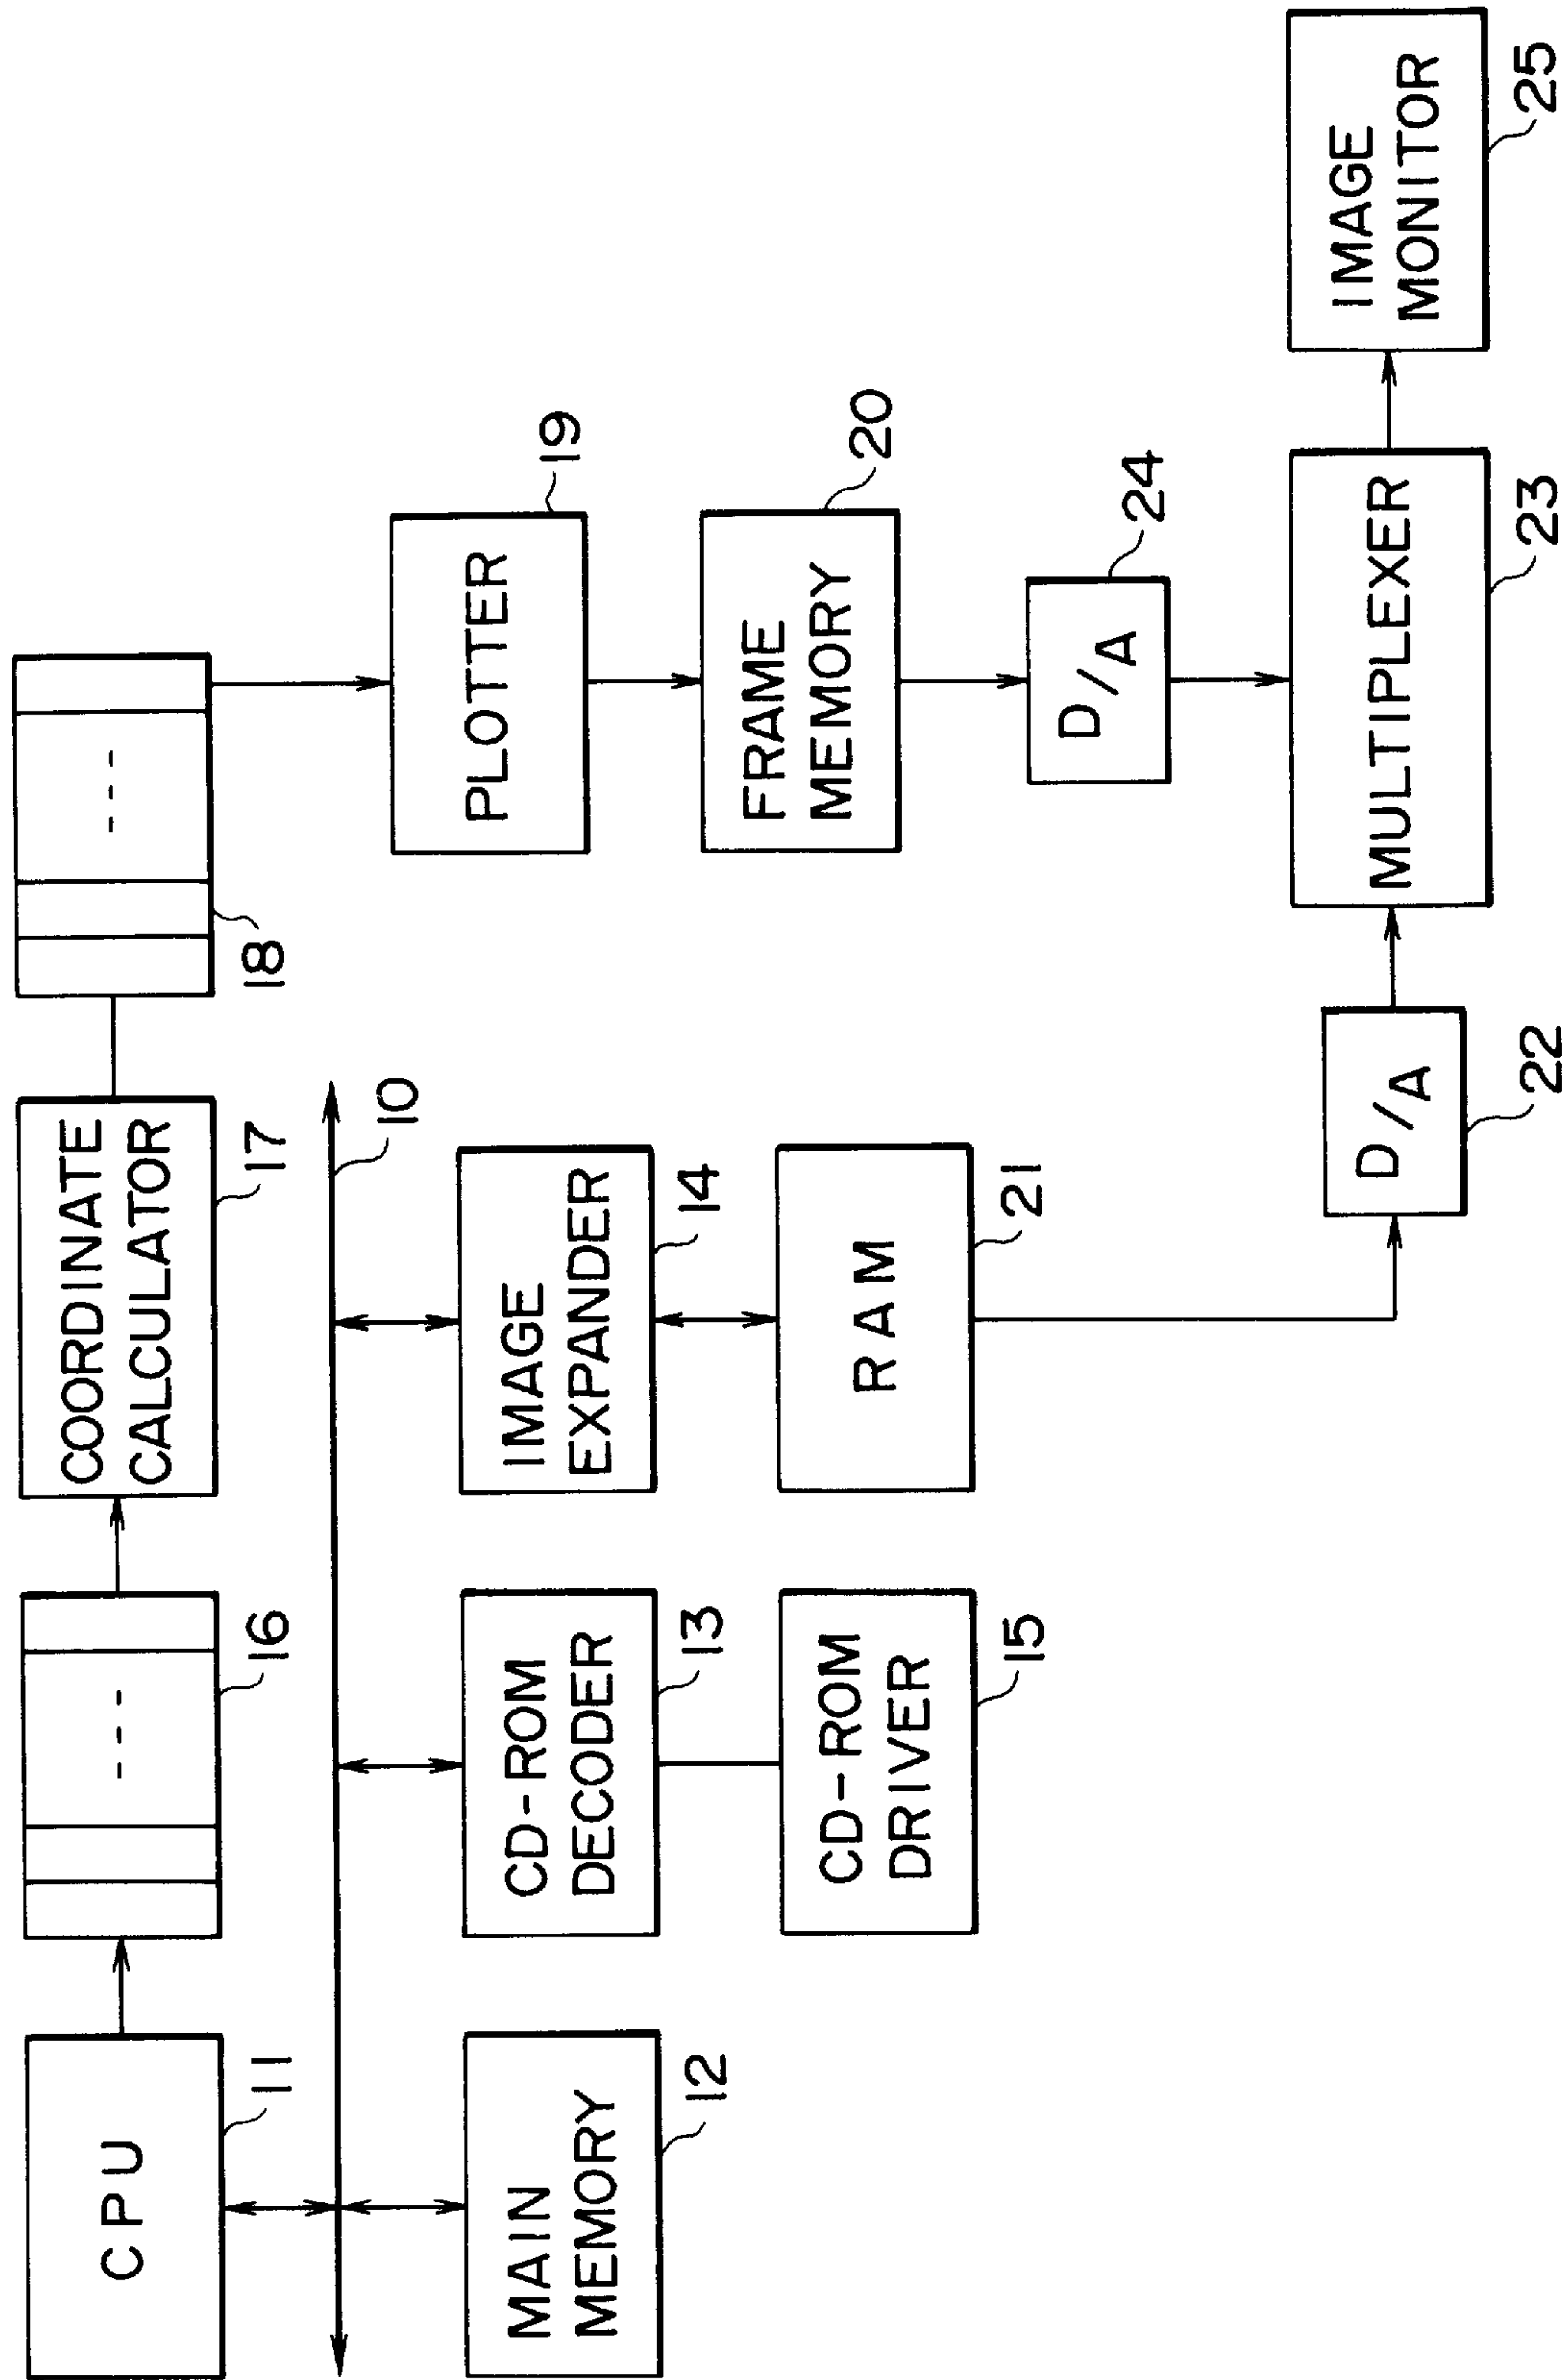 CPU
11
---
16
COORDINATE
CALCULATOR
17
---
18
10
MAIN
MEMORY
12
CD-ROM
DECODER
13
IMAGE
EXPANDER
14
PLOTTER
19
CD-ROM
DRIVER
15
RAM
21
FRAME
MEMORY
20
D/A
24
D/A
22
MULTIPLEXER
23
IMAGE
MONITOR
25